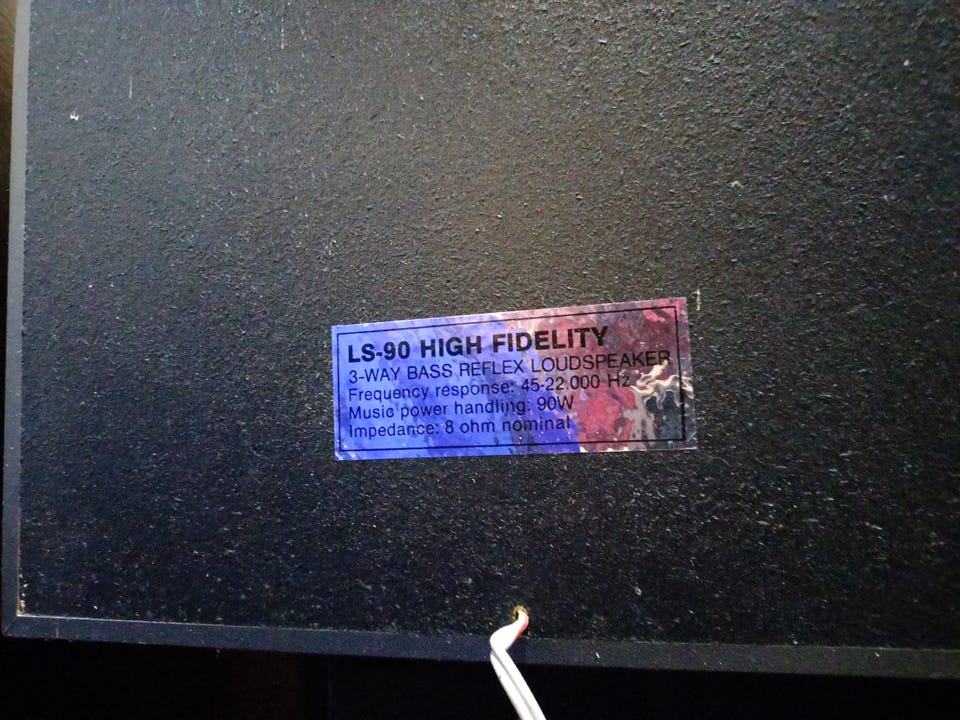 LS-90 HIGH FIDELITY
3-WAY BASS REFLEX LOUDSPEAKER
Frequency response: 45-22.000 Hz
Music power handling: 90W
Impedance: 8 ohm nominal